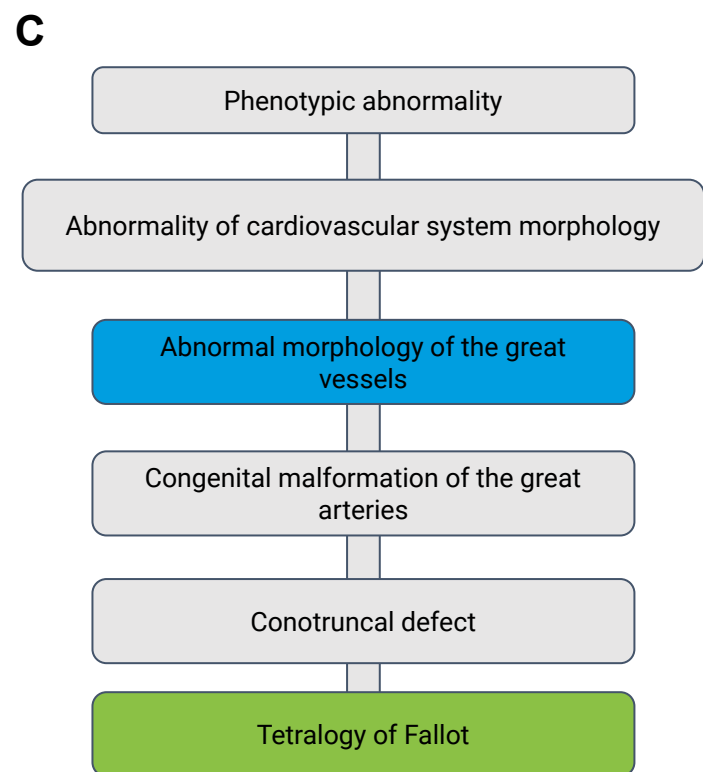 C
Phenotypic abnormality
Abnormality of cardiovascular system morphology
Abnormal morphology of the great
vessels
Congenital malformation of the great
arteries
Conotruncal defect
Tetralogy of Fallot